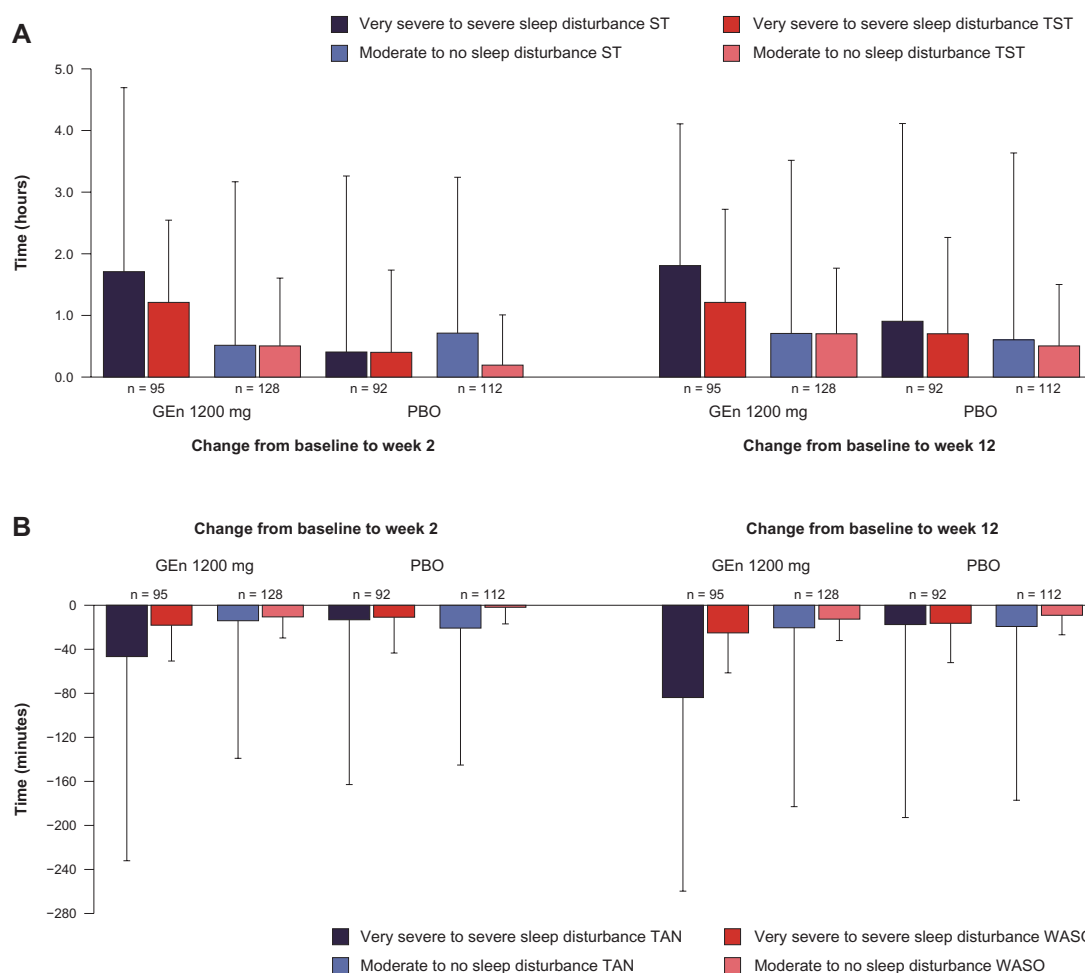 A
Very severe to severe sleep disturbance ST
Very severe to severe sleep disturbance TST
Moderate to no sleep disturbance ST
Moderate to no sleep disturbance TST
Time (hours)
5.0
4.0
3.0
2.0
1.0
0.0
n = 95 n = 128 n = 92 n = 112 n = 95 n = 128 n = 92 n = 112
GEn 1200 mg PBO GEn 1200 mg PBO
Change from baseline to week 2 Change from baseline to week 12
B
Change from baseline to week 2 Change from baseline to week 12
GEn 1200 mg PBO GEn 1200 mg PBO
n = 95 n = 128 n = 92 n = 112 n = 95 n = 128 n = 92 n = 112
Time (minutes)
0
−40
−80
−120
−160
−200
−240
−280
Very severe to severe sleep disturbance TAN
Very severe to severe sleep disturbance WASO
Moderate to no sleep disturbance TAN
Moderate to no sleep disturbance WASO